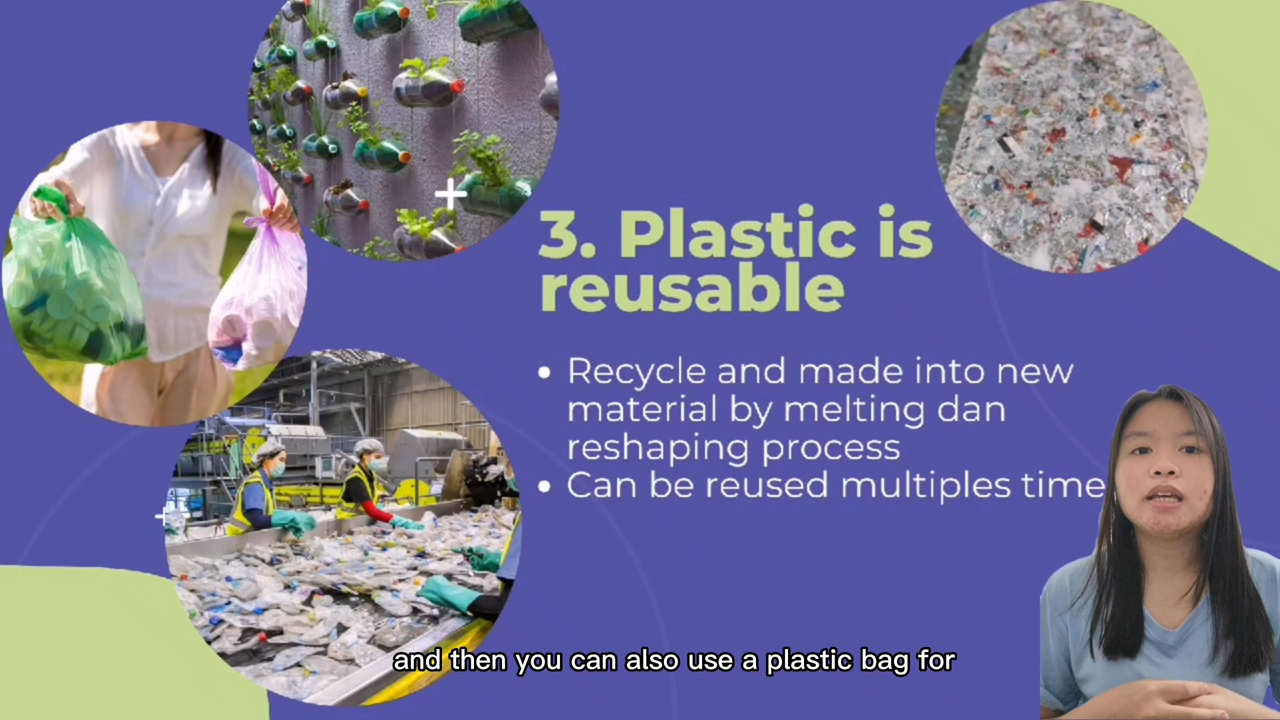 3. Plastic is
reusable
• Recycle and made into new
material by melting dan
reshaping process
• Can be reused multiples time
and then you can also use a plastic bag for